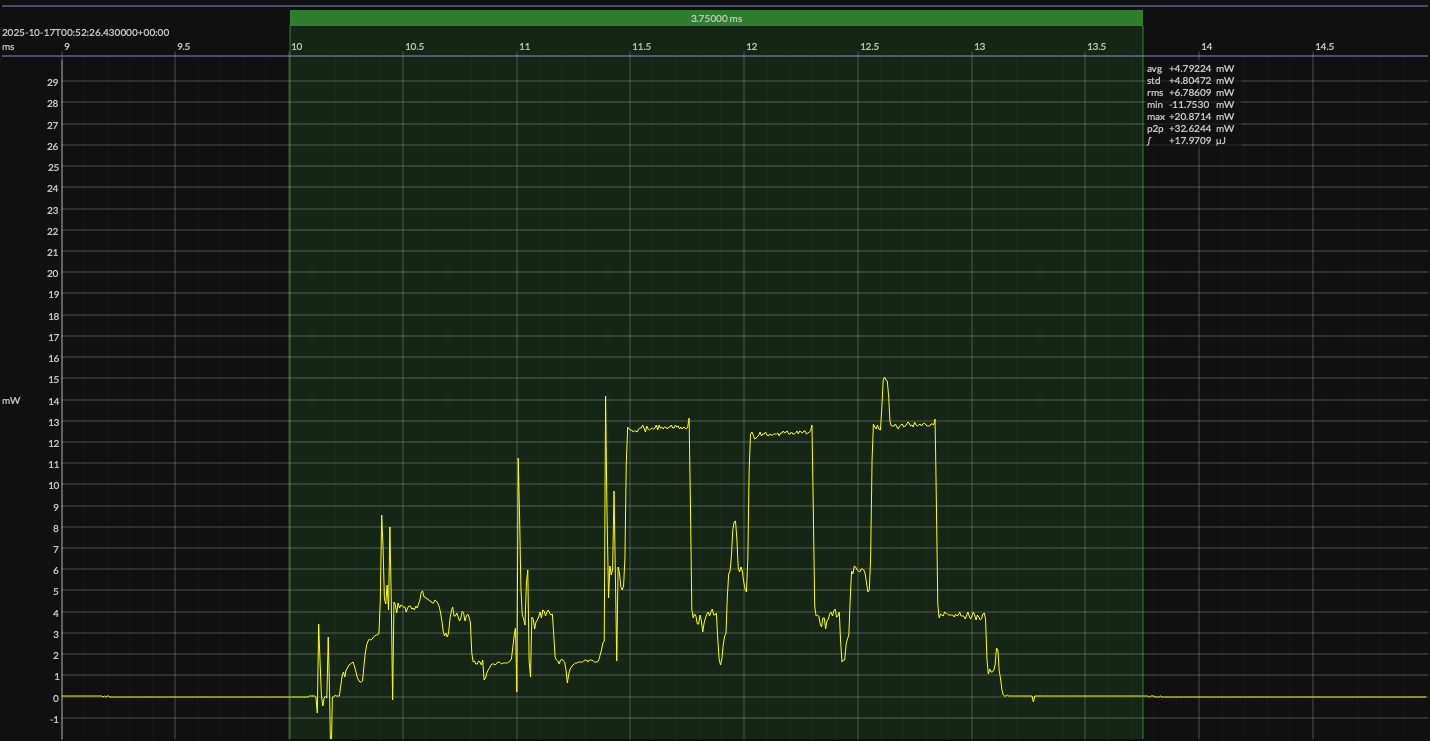 3.75000 ms
2025-10-17T00:52:26.430000+00:00
ms 9 9.5 10 10.5 11 11.5 12 12.5 13 13.5 14 14.5
avg +4.79224 mW
29
std +4.80472 mW
rms +6.78609 mW
28
min -11.7530 mW
max +20.8714 mW
27
p2p +32.6244 mW
∫ +17.9709 µJ
26
25
24
23
22
21
20
19
18
17
16
15
mW 14
13
12
11
10
9
8
7
6
5
4
3
2
1
0
-1